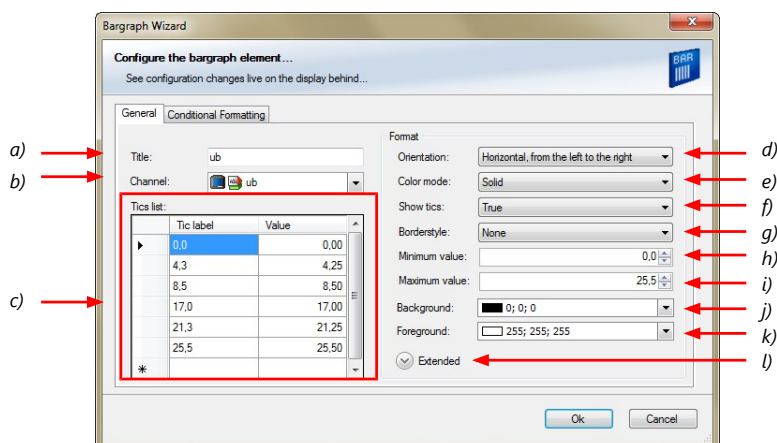 Bargraph Wizard
x
Configure the bargraph element...
See configuration changes live on the display behind...
BAR
General Conditional Formatting
Format
a) Title: ub
Orientation: Horizontal, from the left to the right d)
b) Channel: ub
Color mode: Solid e)
Tics list:
Show tics: True f)
Tic label Value
Borderstyle: None g)
0,0 0,00
Minimum value: 0,0 h)
4,3 4,25
Maximum value: 25,5 i)
8,5 8,50
c) 17,0 17,00
Background: 0; 0; 0 j)
21,3 21,25
Foreground: 255; 255; 255 k)
25,5 25,50
Extended l)
*
Ok Cancel